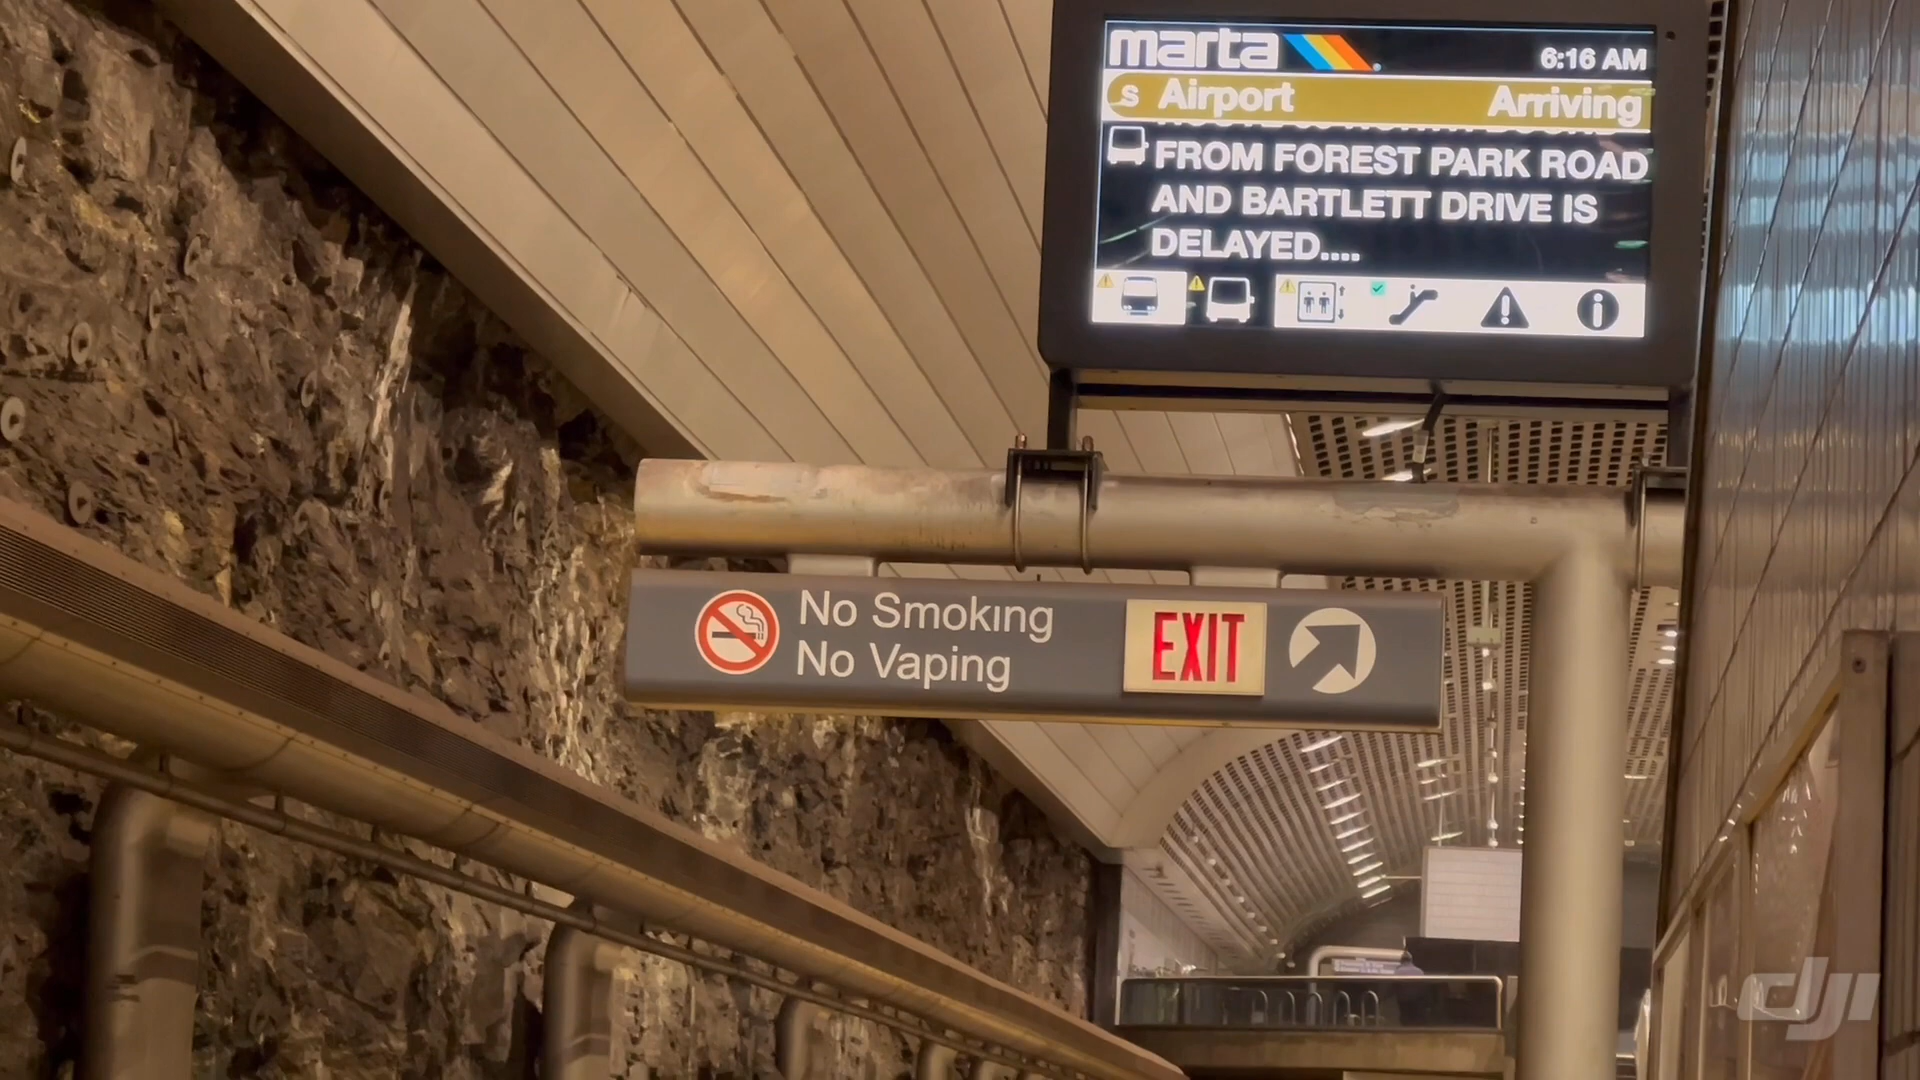 marta
6:16 AM
S Airport Arriving
FROM FOREST PARK ROAD
AND BARTLETT DRIVE IS
DELAYED....
No Smoking
No Vaping
EXIT
dji